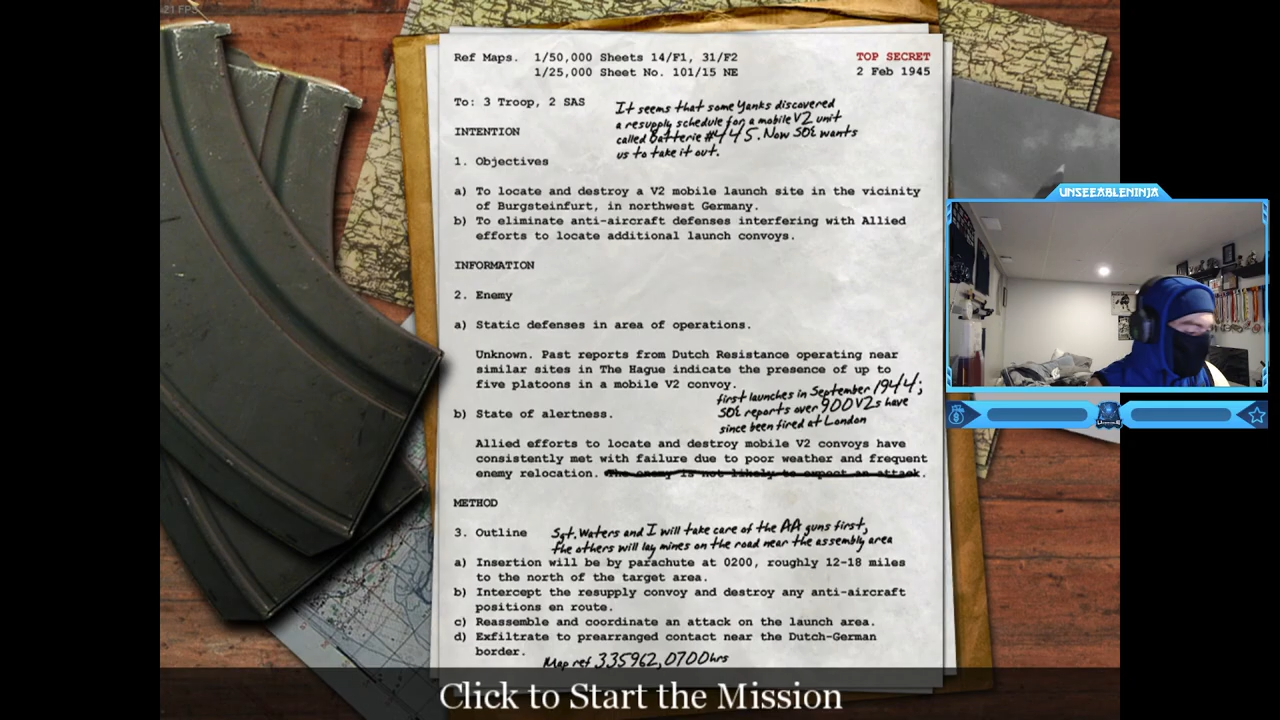 21 FPS
Ref Maps. 1/50,000 Sheets 14/F1, 31/F2
TOP SECRET
1/25,000 Sheet No. 101/15 NE
2 Feb 1945
To: 3 Troop, 2 SAS
It seems that some Yanks discovered
a resupply schedule for a mobile V2 unit
called Batterie #445. Now SOE wants
us to take it out.
INTENTION
1. Objectives
a) To locate and destroy a V2 mobile launch site in the vicinity
of Burgsteinfurt, in northwest Germany.
b) To eliminate anti-aircraft defenses interfering with Allied
efforts to locate additional launch convoys.
INFORMATION
2. Enemy
a) Static defenses in area of operations.
Unknown. Past reports from Dutch Resistance operating near
similar sites in The Hague indicate the presence of up to
five platoons in a mobile V2 convoy.
first launches in September 1944;
SOE reports over 900 V2s have
since been fired at London
b) State of alertness.
Allied efforts to locate and destroy mobile V2 convoys have
consistently met with failure due to poor weather and frequent
enemy relocation. The enemy is not likely to expect an attack.
METHOD
3. Outline
Sgt. Waters and I will take care of the AA guns first,
the others will lay mines on the road near the assembly area
a) Insertion will be by parachute at 0200, roughly 12-18 miles
to the north of the target area.
b) Intercept the resupply convoy and destroy any anti-aircraft
positions en route.
c) Reassemble and coordinate an attack on the launch area.
d) Exfiltrate to prearranged contact near the Dutch-German
border.
Map ref 335962, 0700hrs
Click to Start the Mission
UNSEEABLENINJA